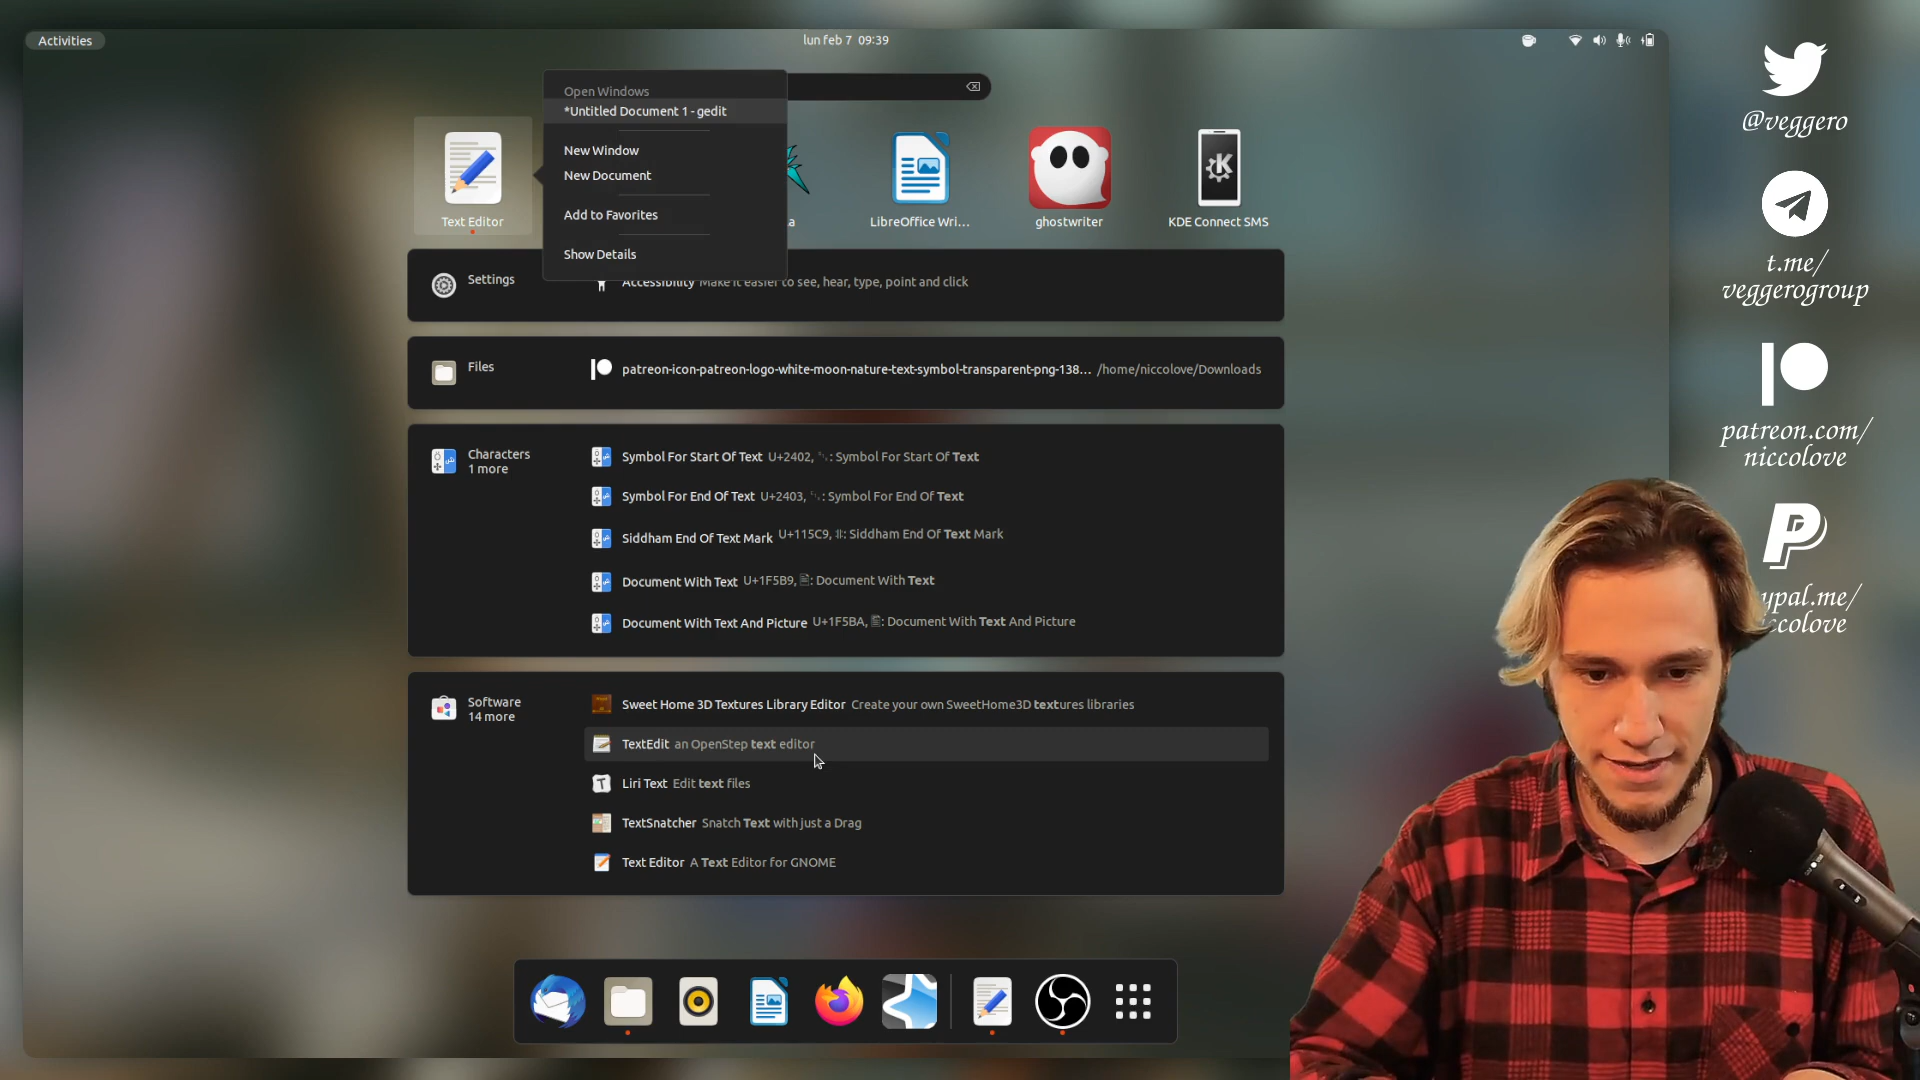 Activities
lun feb 7 09:39
Open Windows
*Untitled Document 1 - gedit
New Window
New Document
Add to Favorites
Show Details
Text Editor
LibreOffice Wri...
ghostwriter
KDE Connect SMS
Settings
Accessibility Make it easier to see, hear, type, point and click
Files
patreon-icon-patreon-logo-white-moon-nature-text-symbol-transparent-png-138... /home/niccolove/Downloads
Characters
1 more
Symbol For Start Of Text U+2402, : Symbol For Start Of Text
Symbol For End Of Text U+2403, : Symbol For End Of Text
Siddham End Of Text Mark U+115C9, : Siddham End Of Text Mark
Document With Text U+1F5B9, 🖹: Document With Text
Document With Text And Picture U+1F5BA, 🖺: Document With Text And Picture
Software
14 more
Sweet Home 3D Textures Library Editor Create your own SweetHome3D textures libraries
TextEdit an OpenStep text editor
Liri Text Edit text files
TextSnatcher Snatch Text with just a Drag
Text Editor A Text Editor for GNOME
@veggero
t.me/
veggerogroup
patreon.com/
niccolove
ypal.me/
ccolove